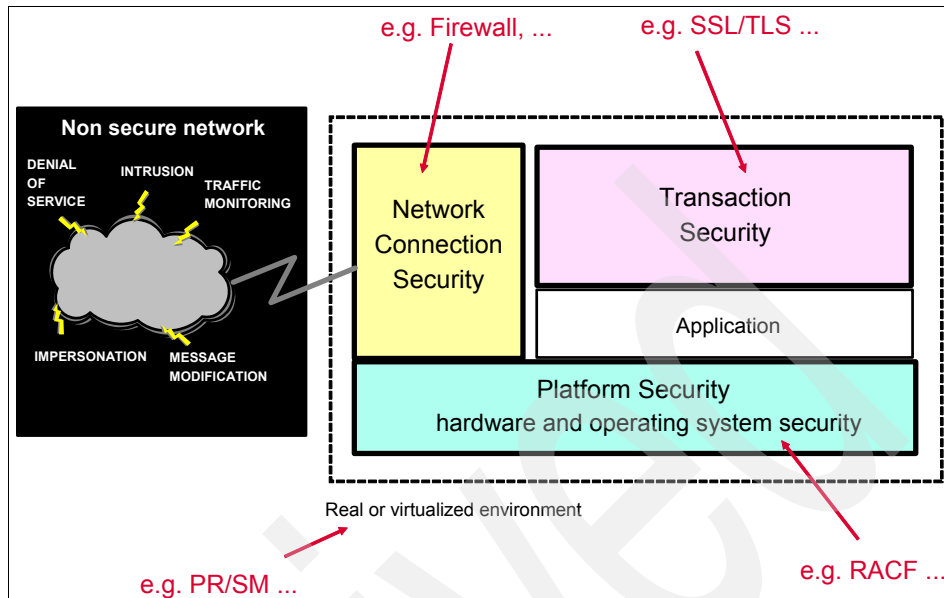 e.g. Firewall, ...
e.g. SSL/TLS ...
Non secure network
DENIAL
OF
SERVICE
INTRUSION
TRAFFIC
MONITORING
IMPERSONATION
MESSAGE
MODIFICATION
Network
Connection
Security
Transaction
Security
Application
Platform Security
hardware and operating system security
Real or virtualized environment
e.g. PR/SM ...
e.g. RACF ...